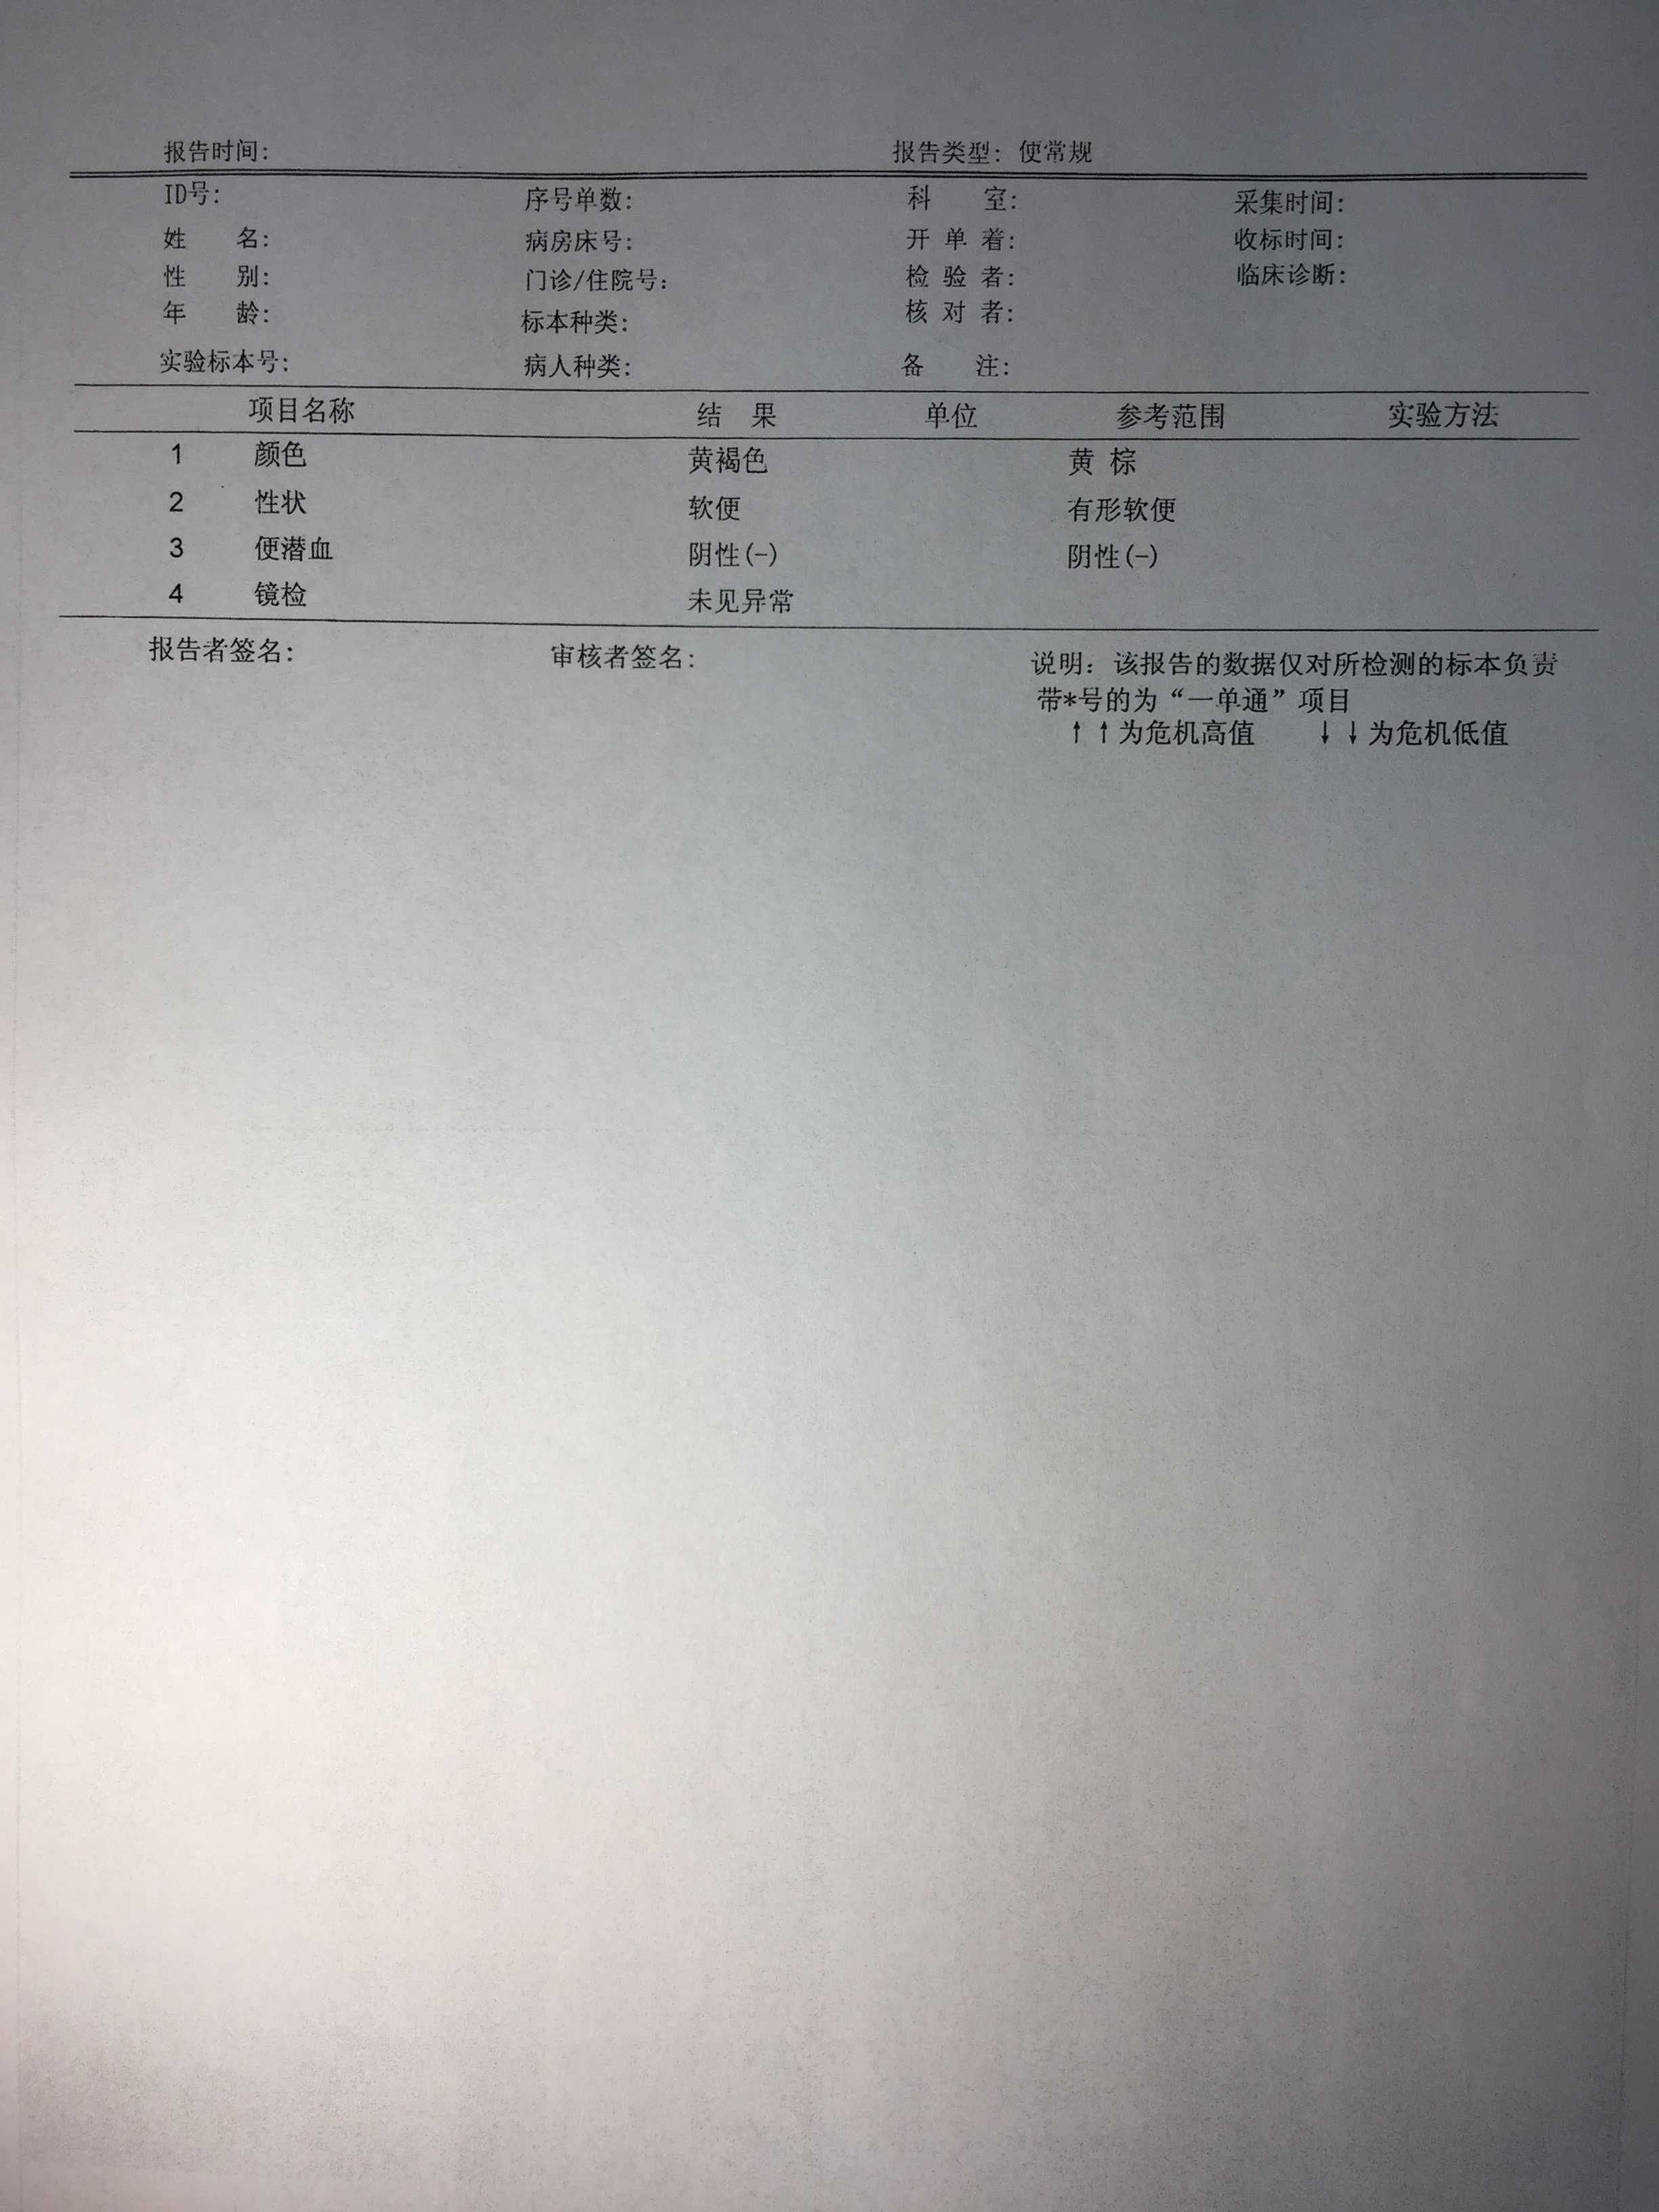 报告时间: 报告类型: 使常规
ID号: 序号单数: 科 室: 采集时间:
姓 名: 病房床号: 开 单 着: 收标时间:
性 别: 门诊/住院号: 检 验 者: 临床诊断:
年 龄: 标本种类: 核 对 者:
实验标本号: 病人种类: 备 注:
项目名称 结 果 单位 参考范围 实验方法
1 颜色 黄褐色 黄 棕
2 性状 软便 有形软便
3 便潜血 阴性(-) 阴性(-)
4 镜检 未见异常
报告者签名: 审核者签名: 说明: 该报告的数据仅对所检测的标本负责
带*号的为“一单通”项目
↑↑为危机高值 ↓↓为危机低值